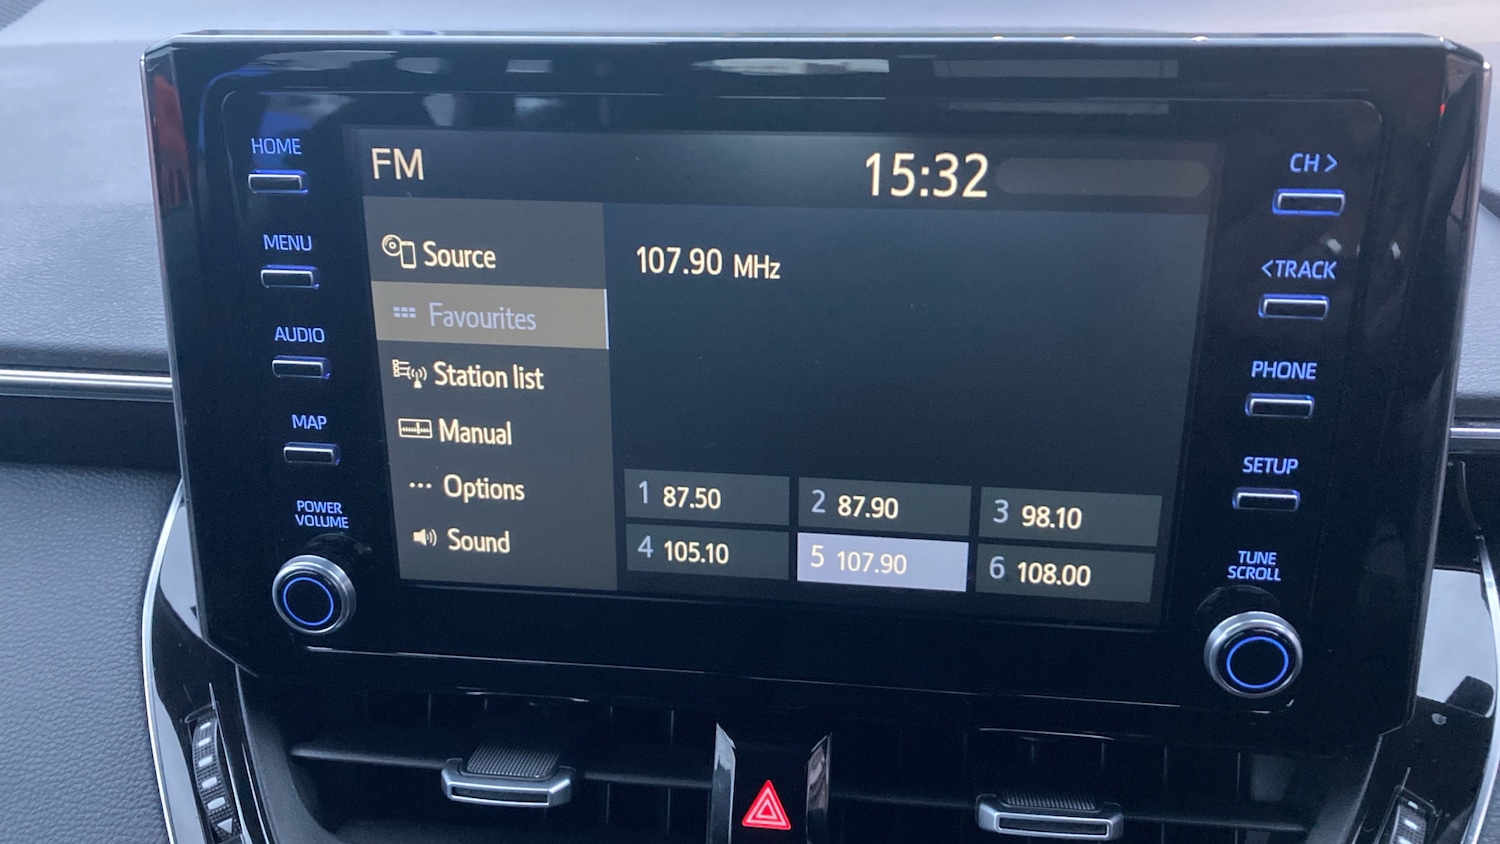 HOME
MENU
AUDIO
MAP
POWER
VOLUME
FM
15:32
Source
Favourites
Station list
Manual
··· Options
Sound
107.90 MHz
1 87.50
2 87.90
3 98.10
4 105.10
5 107.90
6 108.00
CH >
<TRACK
PHONE
SETUP
TUNE
SCROLL